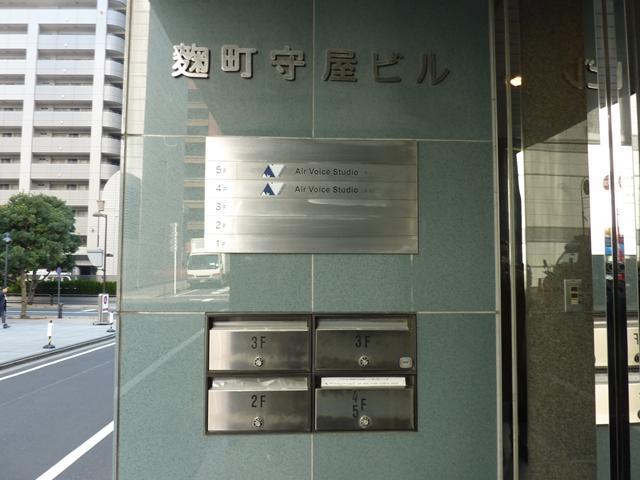 麹町守屋ビル
5F Air Voice Studio
4F Air Voice Studio
3F
2F
1F
3F 3F
2F 4 5F